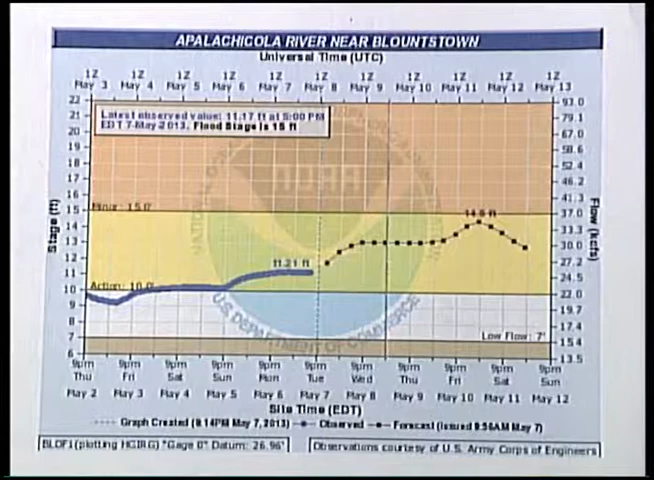 APALACHICOLA RIVER NEAR BLOUNTSTOWN
Universal Time (UTC)
1Z 1Z 1Z 1Z 1Z 1Z 1Z 1Z 1Z 1Z 1Z
May 3 May 4 May 5 May 6 May 7 May 8 May 9 May 10 May 11 May 12 May 13
Latest observed value: 11.17 ft at 5:00 PM
EDT 7-May-2013. Flood Stage is 15 ft
Stage (ft)
22
21
20
19
18
17
16
15
14
13
12
11
10
9
8
7
6
Flow (kcfs)
93.0
79.1
67.0
58.6
52.4
46.2
41.3
37.0
33.3
30.0
27.2
24.5
22.0
19.7
17.4
15.4
13.5
Minor: 15.0'
Action: 10.0'
Low Flow: 7'
11.21 ft
NOAA
U.S. DEPARTMENT OF COMMERCE
9pm 9pm 9pm 9pm 9pm 9pm 9pm 9pm 9pm 9pm 9pm
Thu Fri Sat Sun Mon Tue Wed Thu Fri Sat Sun
May 2 May 3 May 4 May 5 May 6 May 7 May 8 May 9 May 10 May 11 May 12
Site Time (EDT)
Graph Created (9:14PM May 7, 2013) Observed Forecast (issued 9:56AM May 7)
BLOF1(plotting HGIRG) "Gage 0" Datum: 26.96'
Observations courtesy of U.S. Army Corps of Engineers